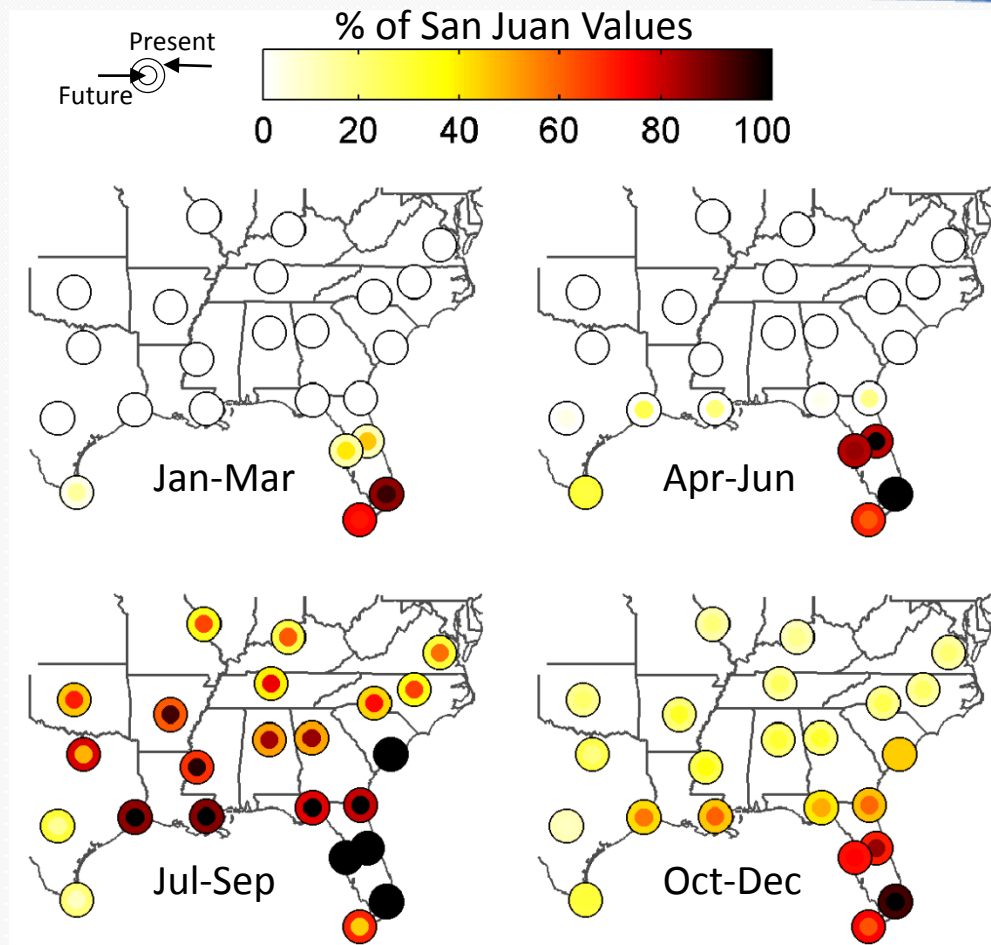 % of San Juan Values
Present
Future
0 20 40 60 80 100
Jan-Mar
Apr-Jun
Jul-Sep
Oct-Dec